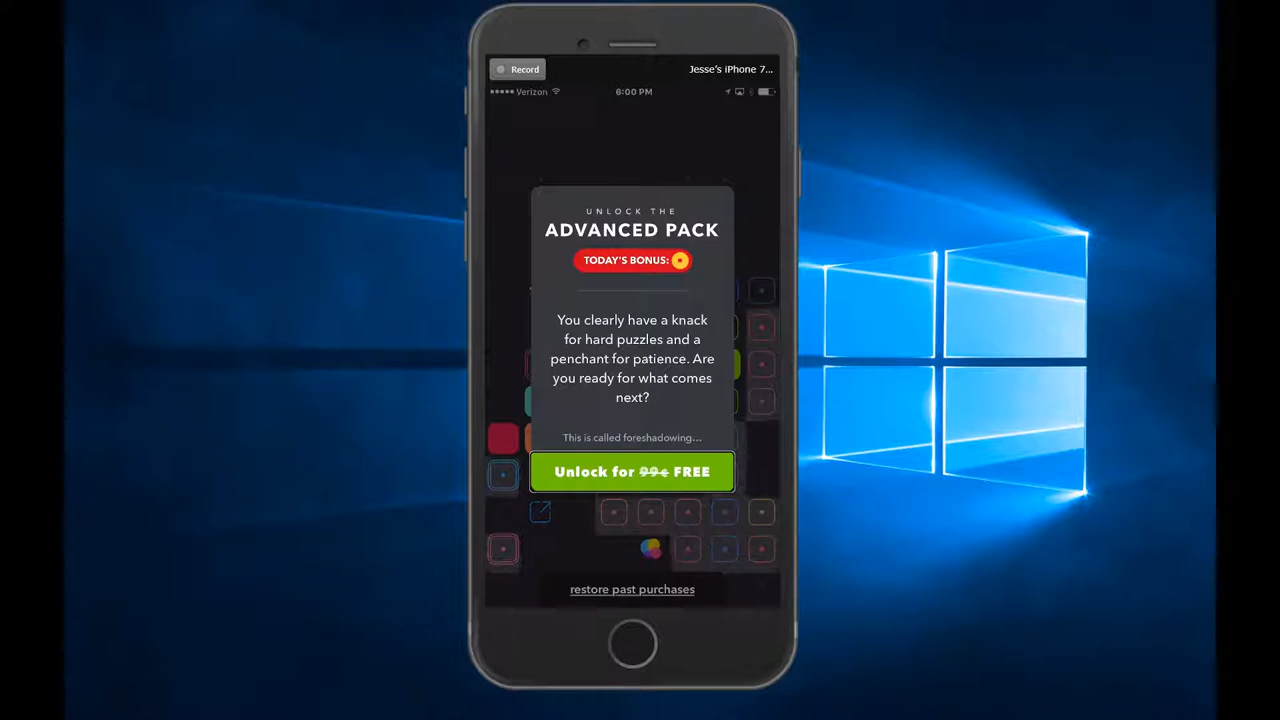 Record
Jesse's iPhone 7...
Verizon
6:00 PM
UNLOCK THE
ADVANCED PACK
TODAY'S BONUS:
You clearly have a knack
for hard puzzles and a
penchant for patience. Are
you ready for what comes
next?
This is called foreshadowing...
Unlock for 99¢ FREE
restore past purchases